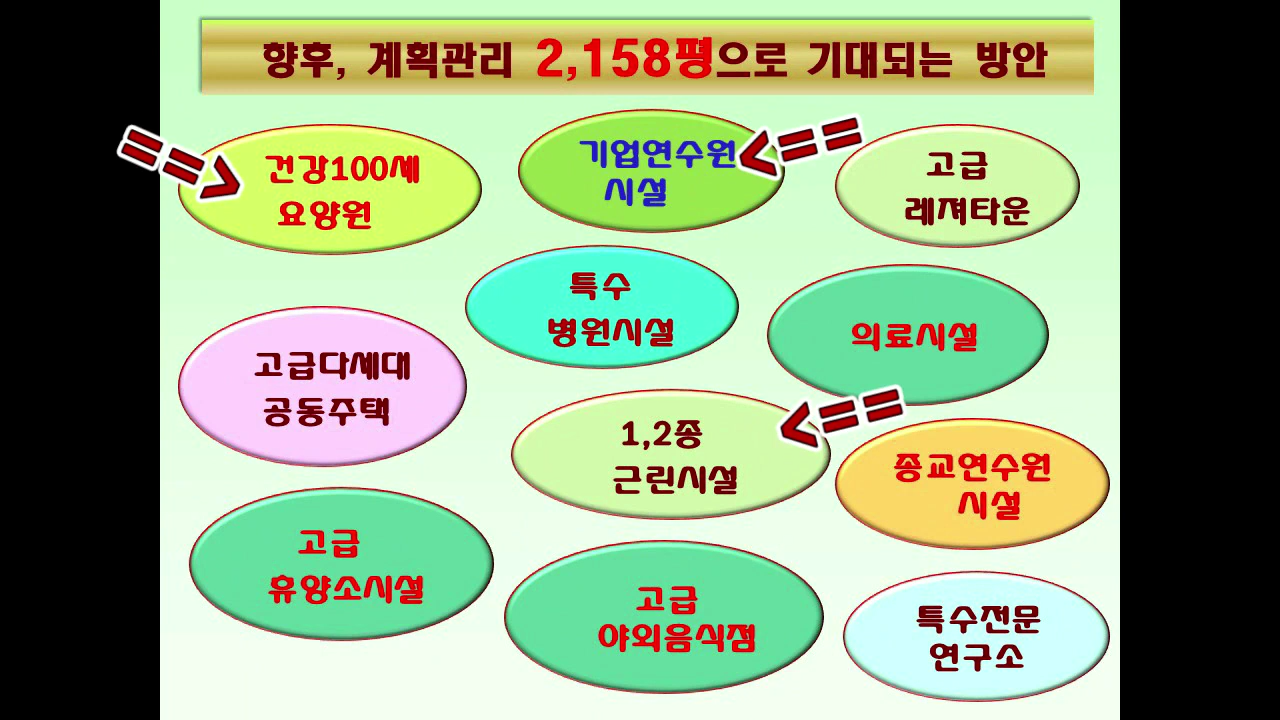 향후, 계획관리 2,158평으로 기대되는 방안
==>
건강100세
요양원
기업연수원
시설
<==
고급
레져타운
특수
병원시설
의료시설
고급다세대
공동주택
1,2종
근린시설
<==
종교연수원
시설
고급
휴양소시설
고급
야외음식점
특수전문
연구소